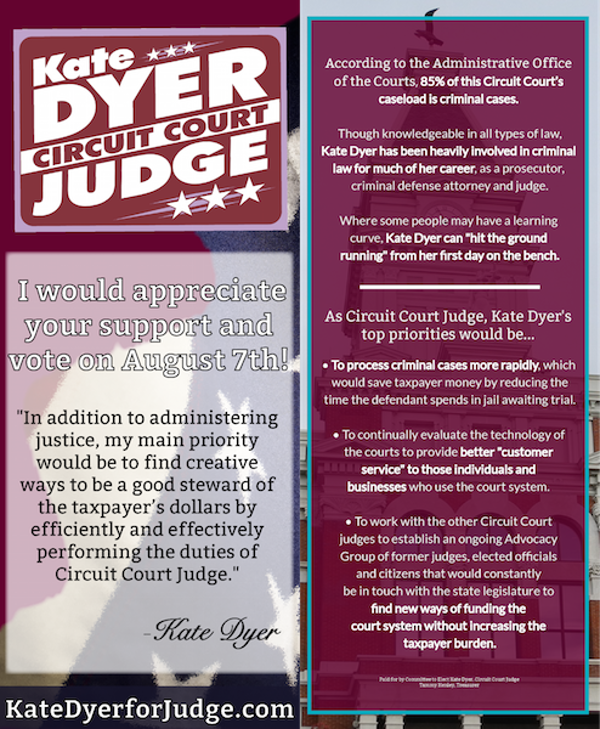 Kate
DYER
CIRCUIT COURT
JUDGE
I would appreciate
your support and
vote on August 7th!
"In addition to administering
justice, my main priority
would be to find creative
ways to be a good steward of
the taxpayer's dollars by
efficiently and effectively
performing the duties of
Circuit Court Judge."
-Kate Dyer
KateDyerforJudge.com
According to the Administrative Office
of the Courts, 85% of this Circuit Court's
caseload is criminal cases.
Though knowledgeable in all types of law,
Kate Dyer has been heavily involved in criminal
law for much of her career, as a prosecutor,
criminal defense attorney and judge.
Where some people may have a learning
curve, Kate Dyer can "hit the ground
running" from her first day on the bench.
As Circuit Court Judge, Kate Dyer's
top priorities would be...
• To process criminal cases more rapidly, which
would save taxpayer money by reducing the
time the defendant spends in jail awaiting trial.
• To continually evaluate the technology of
the courts to provide better "customer
service" to those individuals and
businesses who use the court system.
• To work with the other Circuit Court
judges to establish an ongoing Advocacy
Group of former judges, elected officials
and citizens that would constantly
be in touch with the state legislature to
find new ways of funding the
court system without increasing the
taxpayer burden.
Paid for by Committee to Elect Kate Dyer, Circuit Court Judge
Tammy Henley, Treasurer